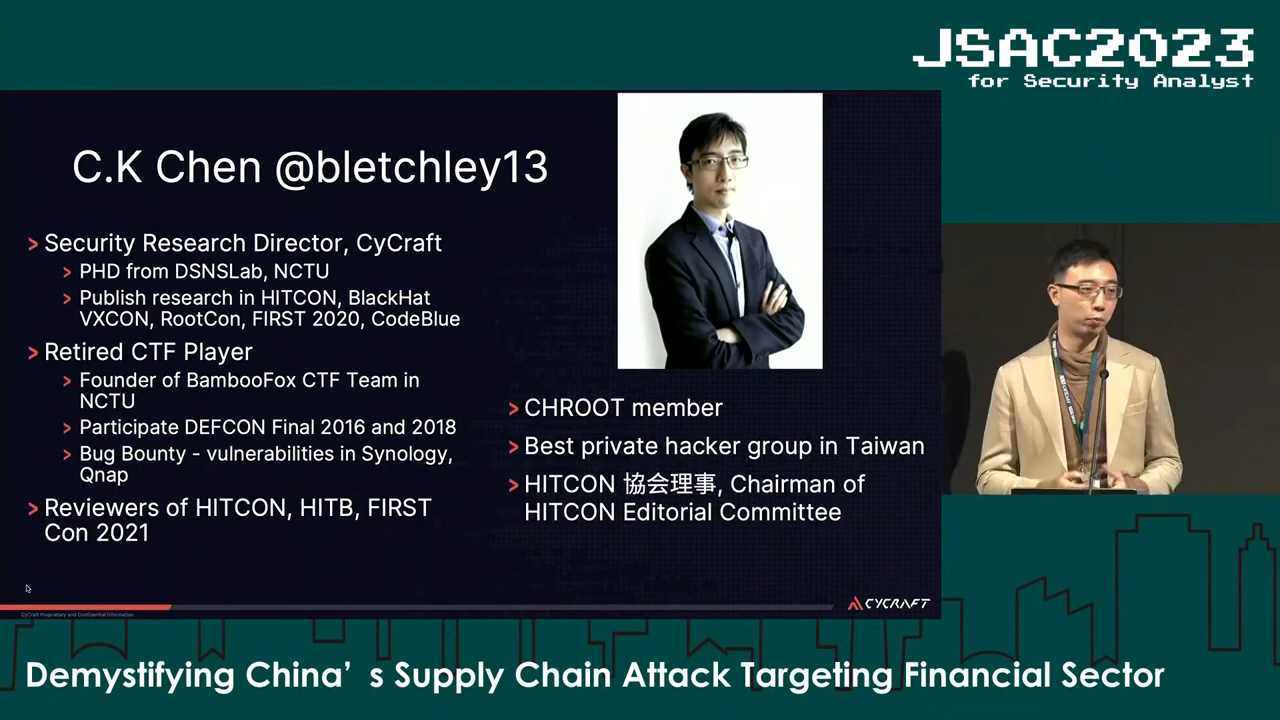 JSAC2023
for Security Analyst
C.K Chen @bletchley13
> Security Research Director, CyCraft
> PHD from DSNSLab, NCTU
> Publish research in HITCON, BlackHat
VXCON, RootCon, FIRST 2020, CodeBlue
> Retired CTF Player
> Founder of BambooFox CTF Team in
NCTU
> Participate DEFCON Final 2016 and 2018
> Bug Bounty - vulnerabilities in Synology,
Qnap
> Reviewers of HITCON, HITB, FIRST
Con 2021
> CHROOT member
> Best private hacker group in Taiwan
> HITCON 協会理事, Chairman of
HITCON Editorial Committee
CyCraft Proprietary and Confidential Information
CYCRAFT
Demystifying China’s Supply Chain Attack Targeting Financial Sector